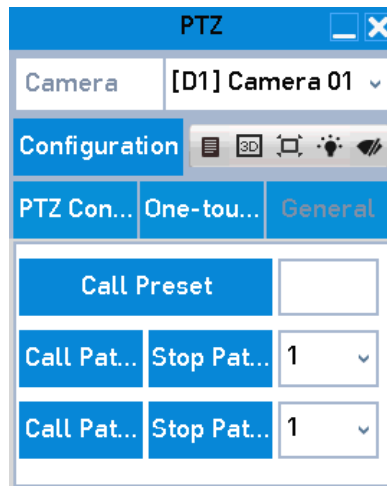 PTZ
Camera [D1] Camera 01
Configuration 3D
PTZ Con... One-tou... General
Call Preset
Call Pat... Stop Pat... 1
Call Pat... Stop Pat... 1